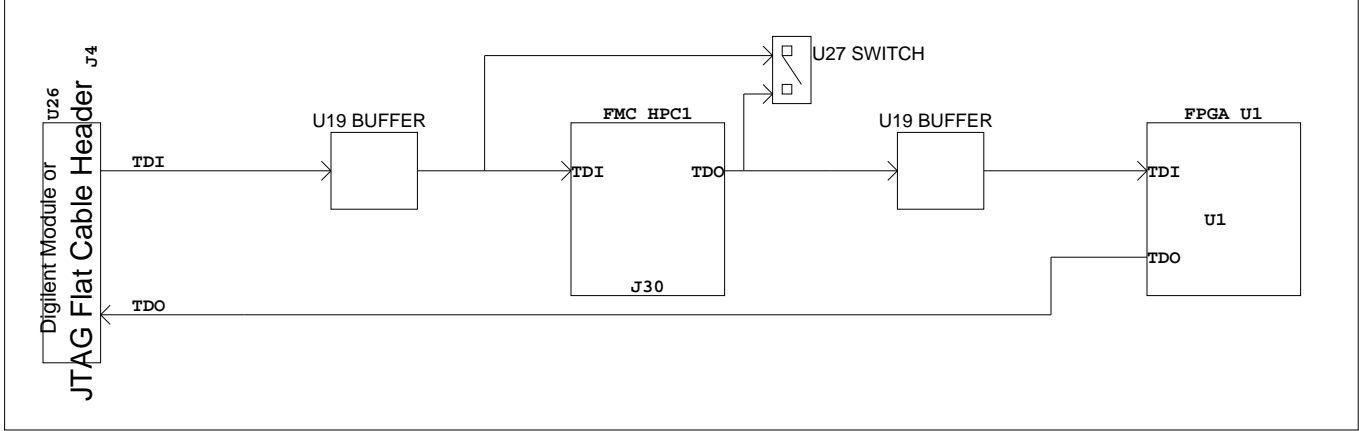 U26
J4
Digilent Module or
JTAG Flat Cable Header
TDI
TDO
U19 BUFFER
FMC HPC1
TDI
TDO
J30
U27 SWITCH
U19 BUFFER
FPGA U1
TDI
U1
TDO